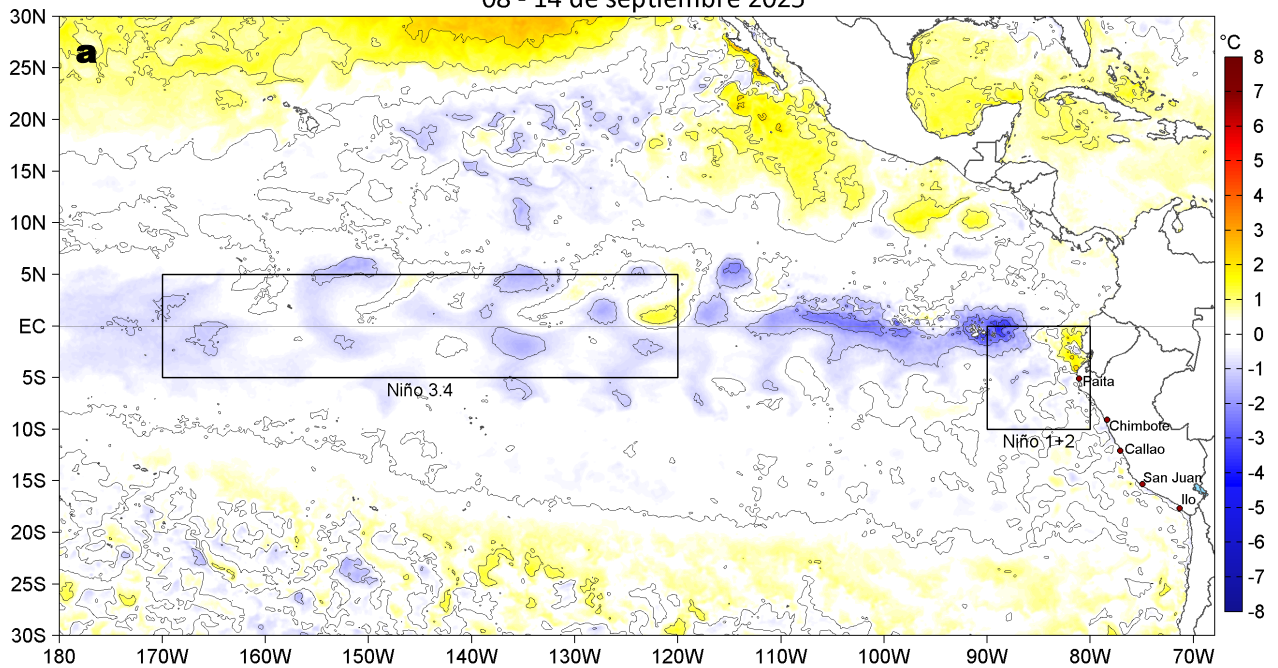 08 - 14 de septiembre 2025
30N
a
25N
20N
15N
10N
5N
EC
5S
10S
15S
20S
25S
30S
180
170W
160W
150W
140W
130W
120W
110W
100W
90W
80W
70W
Niño 3.4
Niño 1+2
Paita
Chimbote
Callao
San Juan
Ilo
°C
8
7
6
5
4
3
2
1
0
-1
-2
-3
-4
-5
-6
-7
-8